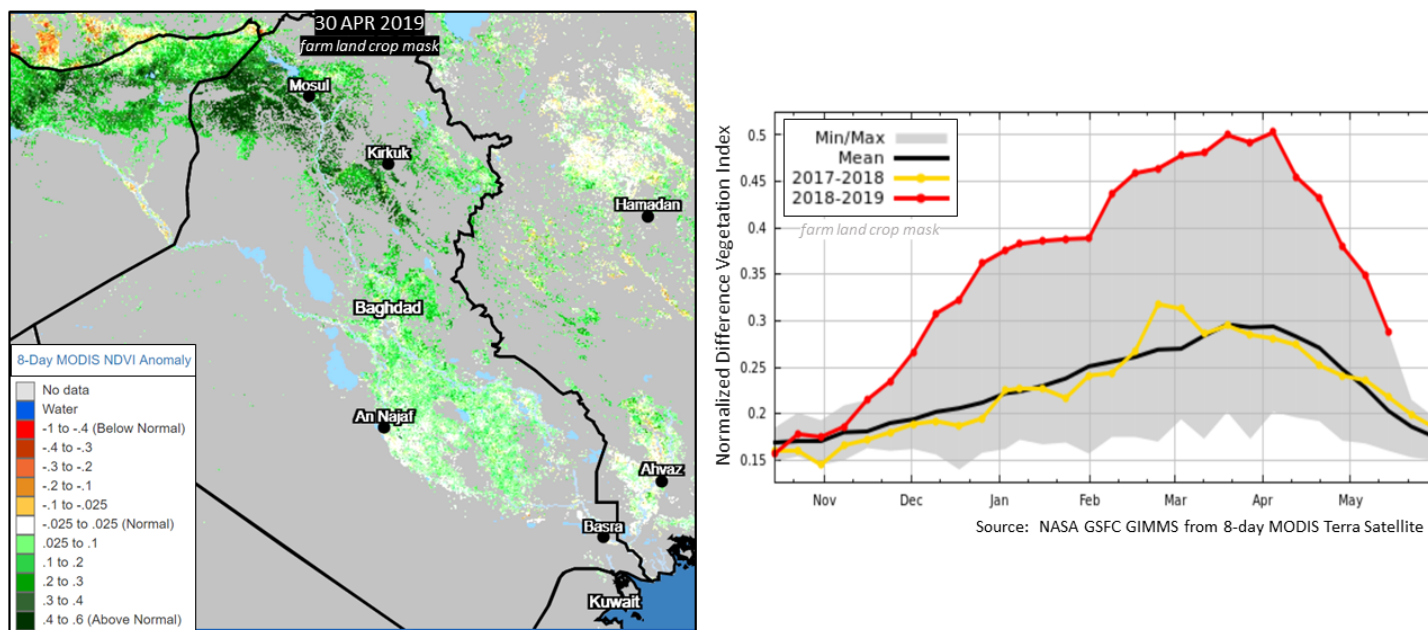 30 APR 2019
farm land crop mask
Mosul
Kirkuk
Hamadan
Baghdad
An Najaf
Ahvaz
Basra
Kuwait
8-Day MODIS NDVI Anomaly
No data
Water
-1 to -.4 (Below Normal)
-.4 to -.3
-.3 to -.2
-.2 to -.1
-.1 to -.025
-.025 to .025 (Normal)
.025 to .1
.1 to .2
.2 to .3
.3 to .4
.4 to .6 (Above Normal)
Normalized Difference Vegetation Index
0.5
0.45
0.4
0.35
0.3
0.25
0.2
0.15
Min/Max
Mean
2017-2018
2018-2019
farm land crop mask
Nov Dec Jan Feb Mar Apr May
Source: NASA GSFC GIMMS from 8-day MODIS Terra Satellite